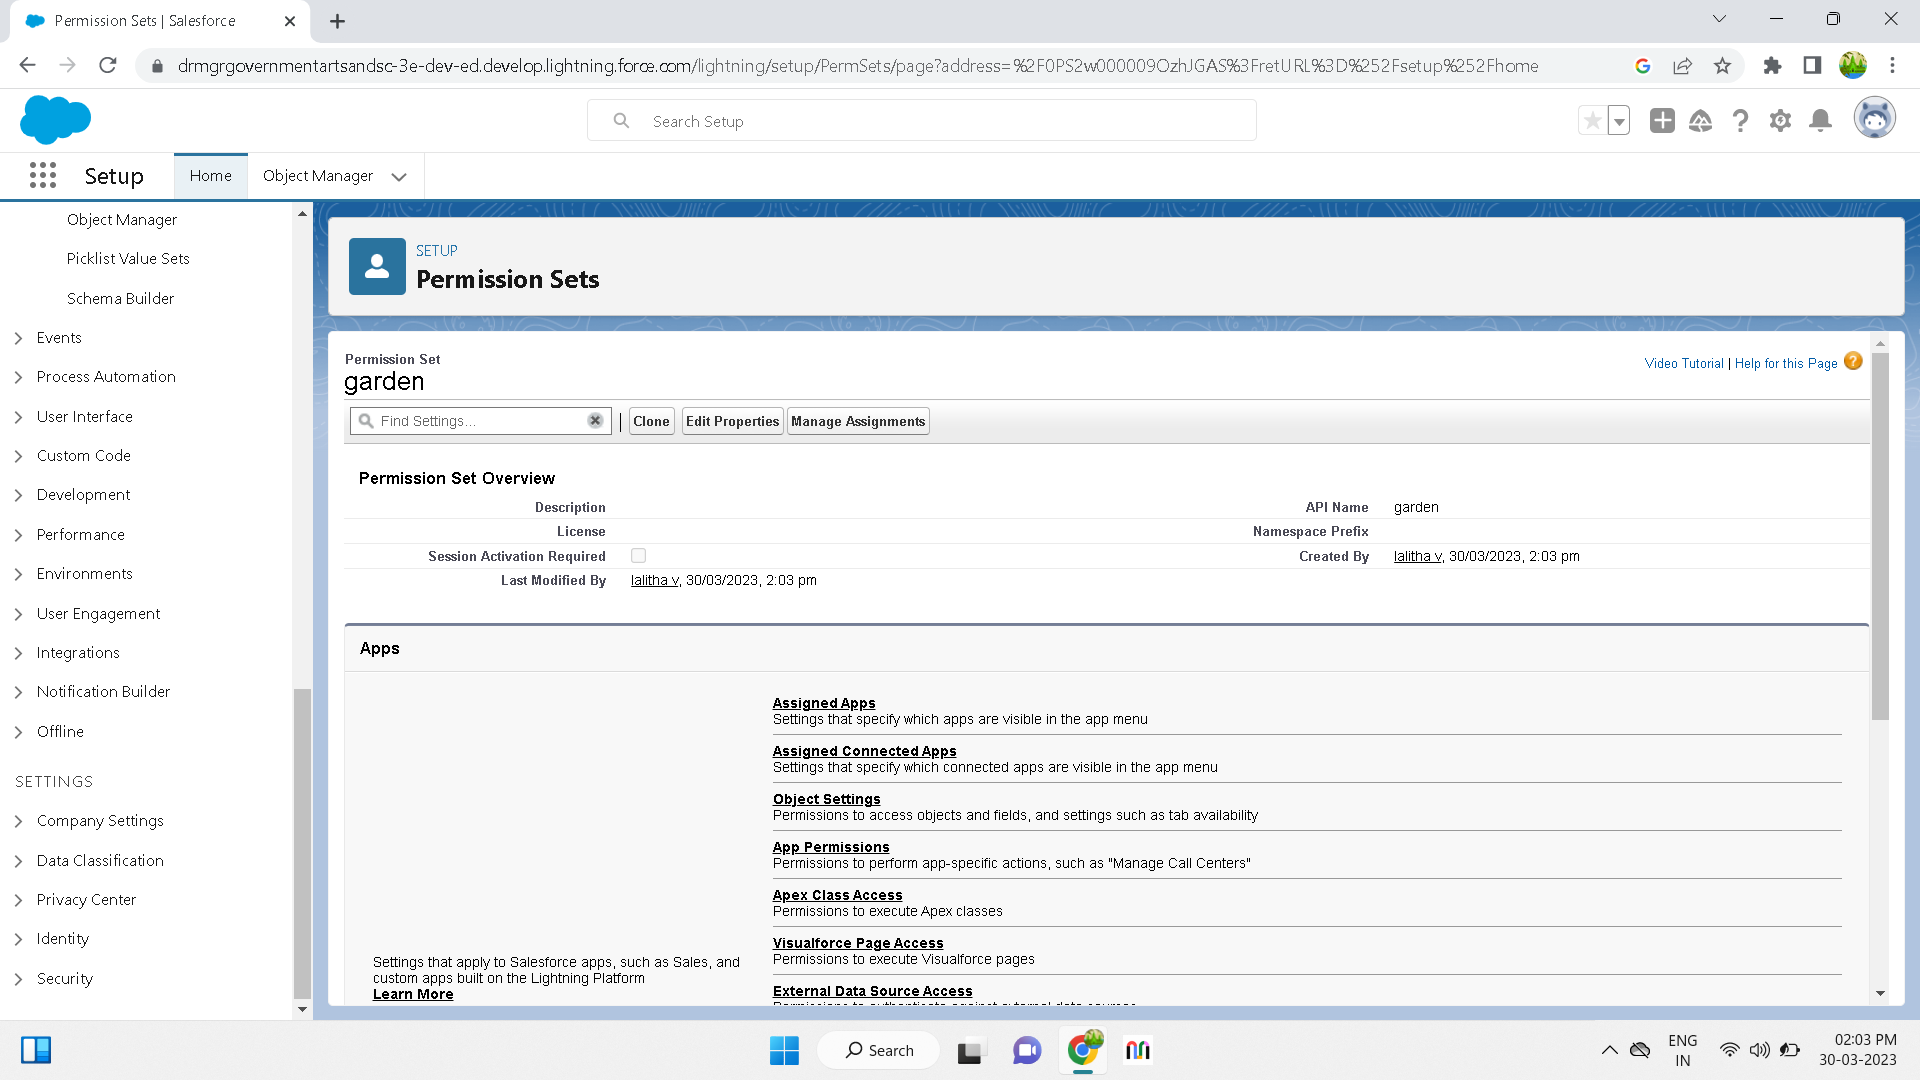 Permission Sets | Salesforce
drmgrgovernmentartsandsc-3e-dev-ed.develop.lightning.force.com/lightning/setup/PermSets/page?address=%2F0PS2w000009OzhJGAS%3FretURL%3D%252Fsetup%252Fhome
Search Setup
Setup
Home
Object Manager
Object Manager
Picklist Value Sets
Schema Builder
Events
Process Automation
User Interface
Custom Code
Development
Performance
Environments
User Engagement
Integrations
Notification Builder
Offline
SETTINGS
Company Settings
Data Classification
Privacy Center
Identity
Security
SETUP
Permission Sets
Permission Set
garden
Video Tutorial | Help for this Page
Find Settings...
Clone
Edit Properties
Manage Assignments
Permission Set Overview
Description
API Name garden
License
Namespace Prefix
Session Activation Required
Created By lalitha v, 30/03/2023, 2:03 pm
Last Modified By lalitha v, 30/03/2023, 2:03 pm
Apps
Settings that apply to Salesforce apps, such as Sales, and
custom apps built on the Lightning Platform
Learn More
Assigned Apps
Settings that specify which apps are visible in the app menu
Assigned Connected Apps
Settings that specify which connected apps are visible in the app menu
Object Settings
Permissions to access objects and fields, and settings such as tab availability
App Permissions
Permissions to perform app-specific actions, such as "Manage Call Centers"
Apex Class Access
Permissions to execute Apex classes
Visualforce Page Access
Permissions to execute Visualforce pages
External Data Source Access
Search
ENG
IN
02:03 PM
30-03-2023